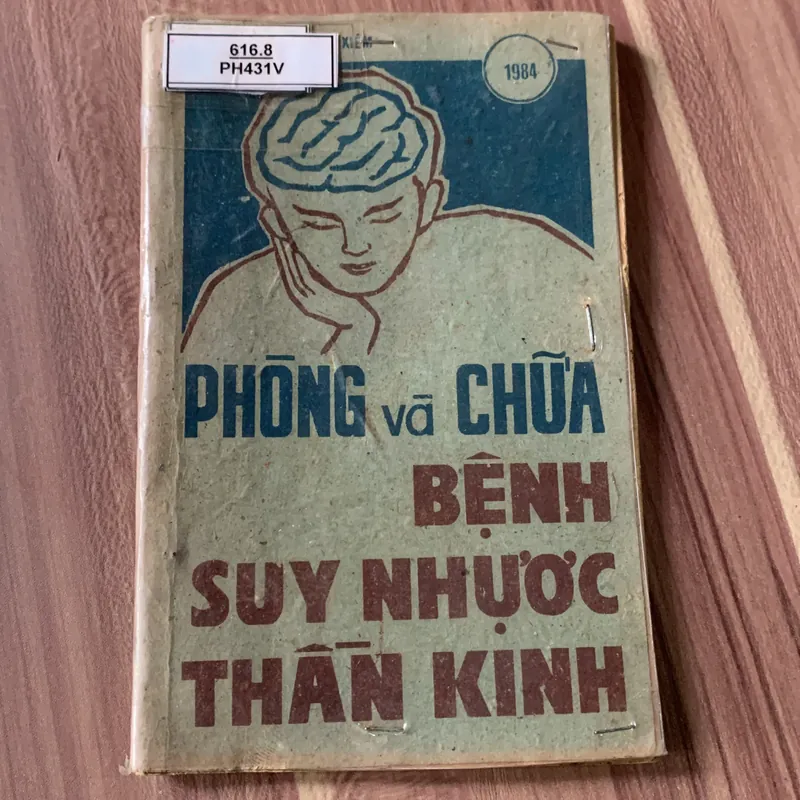 616.8
PH431V
1984
PHÒNG và CHỮA
BỆNH
SUY NHƯỢC
THẦN KINH